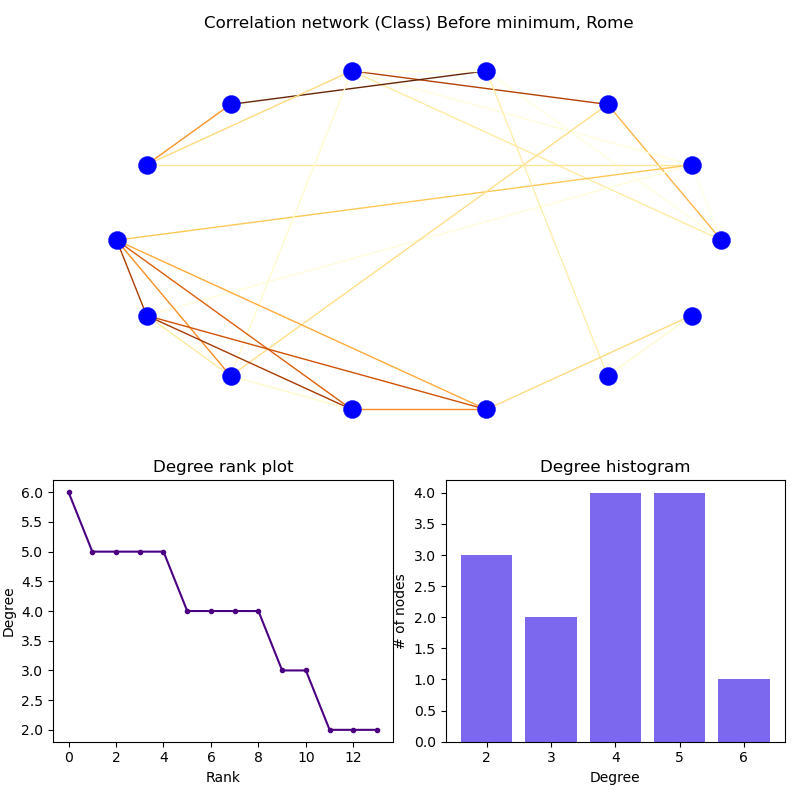 Correlation network (Class) Before minimum, Rome
Degree rank plot
6.0
5.5
5.0
4.5
4.0
3.5
3.0
2.5
2.0
Degree
0 2 4 6 8 10 12
Rank
Degree histogram
4.0
3.5
3.0
2.5
2.0
1.5
1.0
0.5
0.0
# of nodes
2 3 4 5 6
Degree